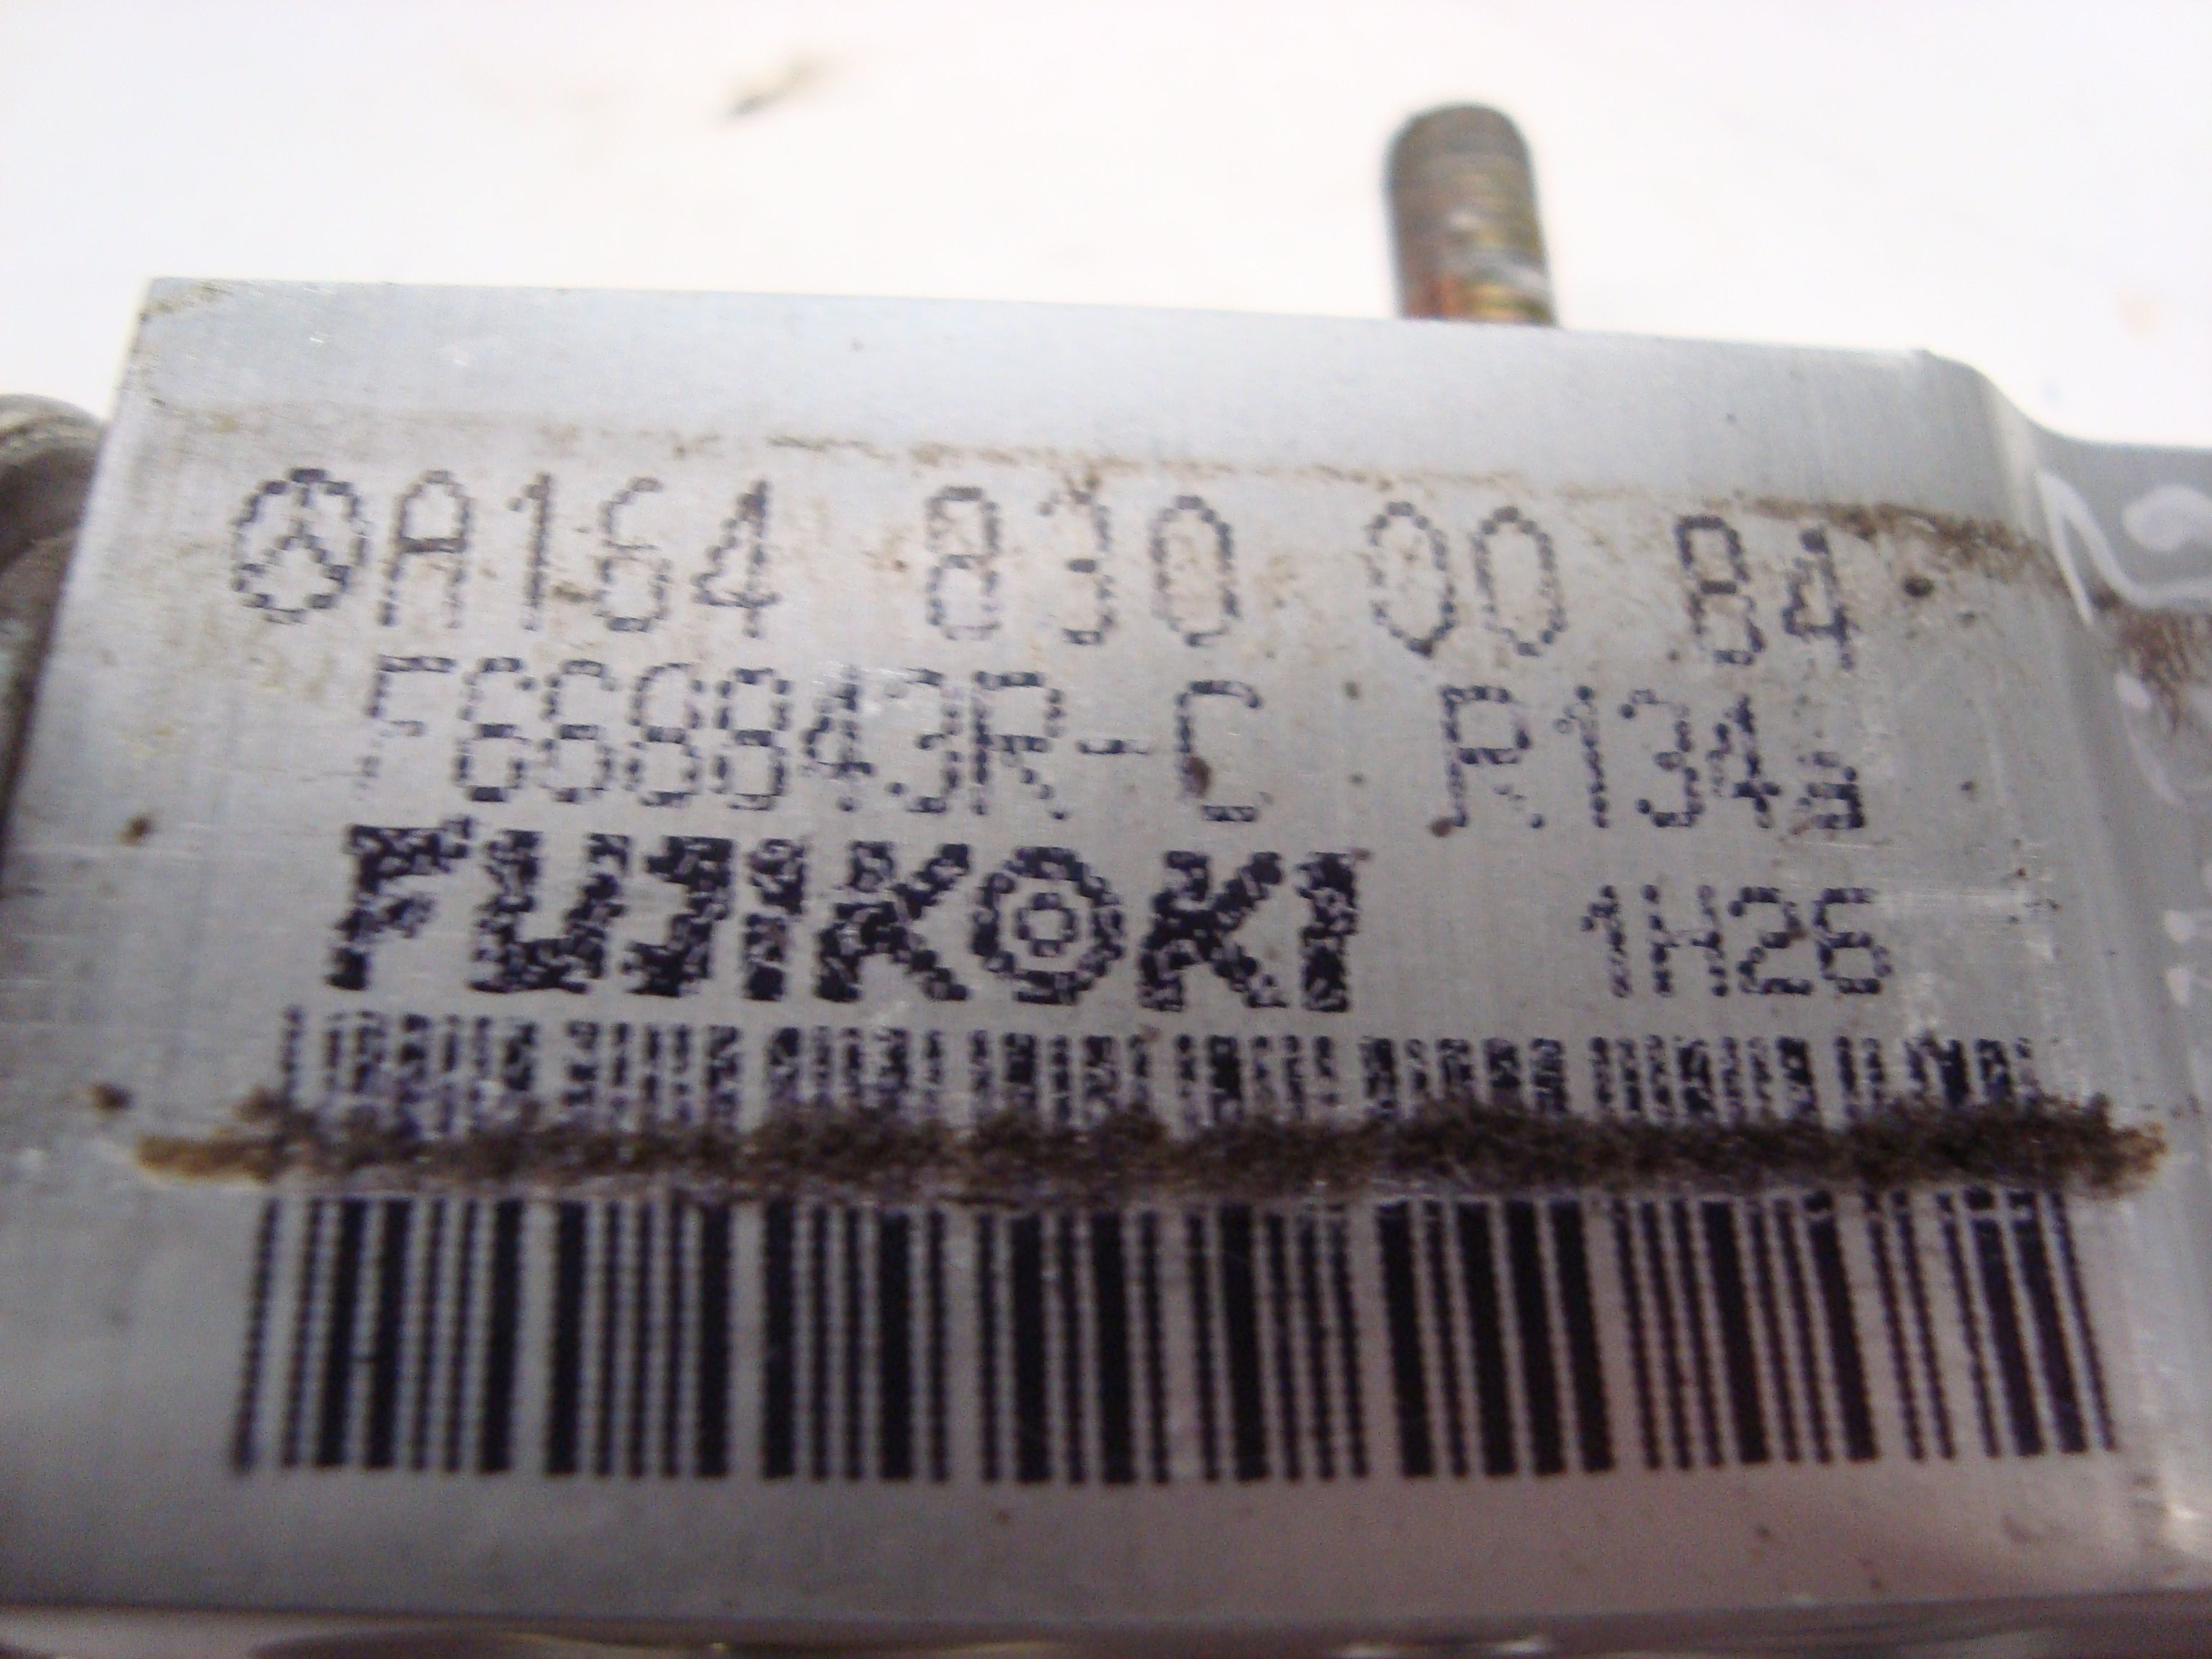 A164 830 00 84
F668843R-C R134a
FUJIKOKI 1H26